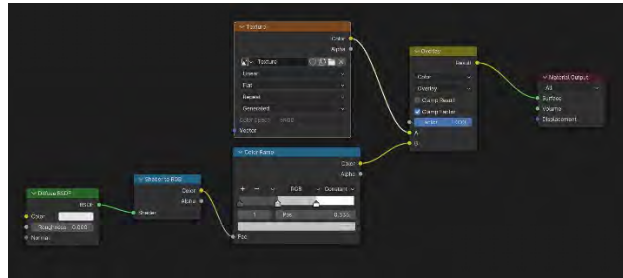 Texture
Color
Alpha
Texture
Linear
Flat
Repeat
Generated
Color Space
Vector
Overlay
Result
Color
Overlay
Clamp Result
Clamp Factor
Factor
A
B
Material Output
All
Surface
Volume
Displacement
Color Ramp
Color
Alpha
+ − RGB Constant
1 Pos
Fac
Shader to RGB
Color
Alpha
Shader
Diffuse BSDF
BSDF
Color
Roughness 0.000
Normal